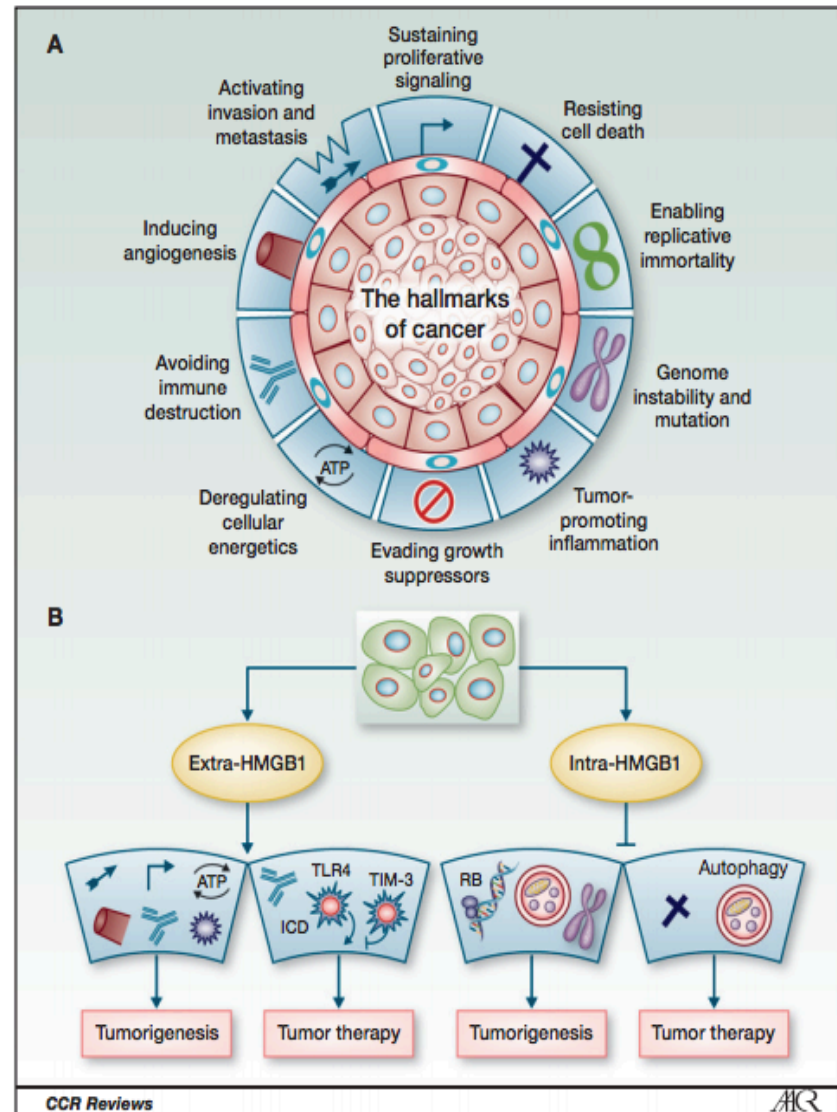 A
Sustaining
proliferative
signaling
Activating
invasion and
metastasis
Resisting
cell death
Inducing
angiogenesis
Enabling
replicative
immortality
The hallmarks
of cancer
Avoiding
immune
destruction
Genome
instability and
mutation
ATP
Deregulating
cellular
energetics
Tumor-
promoting
inflammation
Evading growth
suppressors
B
Extra-HMGB1
Intra-HMGB1
ATP
TLR4
TIM-3
ICD
RB
Autophagy
Tumorigenesis
Tumor therapy
Tumorigenesis
Tumor therapy
CCR Reviews
AACR